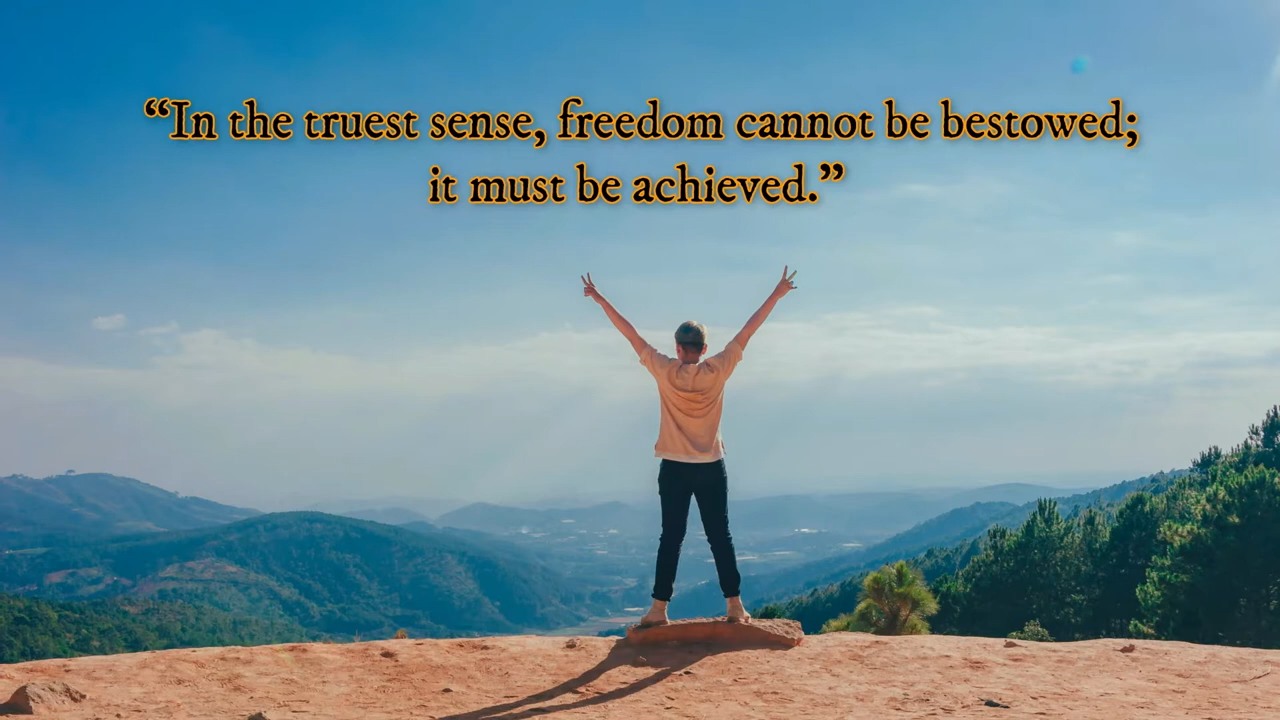 “In the truest sense, freedom cannot be bestowed;
it must be achieved.”